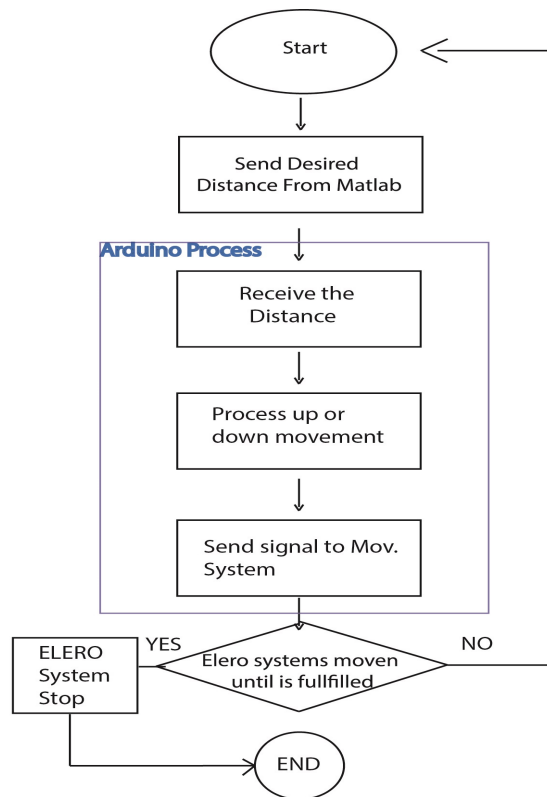 Start
Send Desired
Distance From Matlab
Arduino Process
Receive the
Distance
Process up or
down movement
Send signal to Mov.
System
YES
NO
ELERO
System
Stop
Elero systems moven
until is fullfilled
END